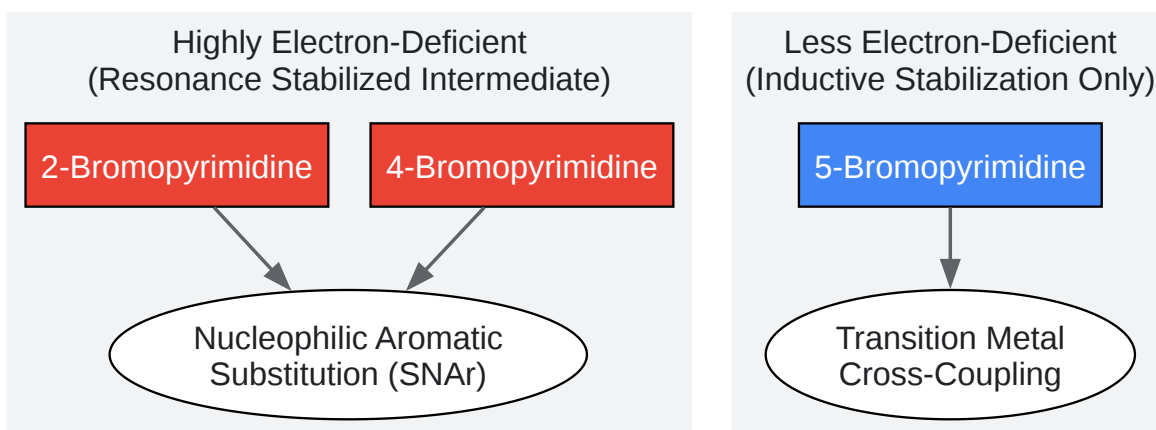 Highly Electron-Deficient
(Resonance Stabilized Intermediate)
2-Bromopyrimidine
4-Bromopyrimidine
Nucleophilic Aromatic
Substitution (SNAr)
Less Electron-Deficient
(Inductive Stabilization Only)
5-Bromopyrimidine
Transition Metal
Cross-Coupling